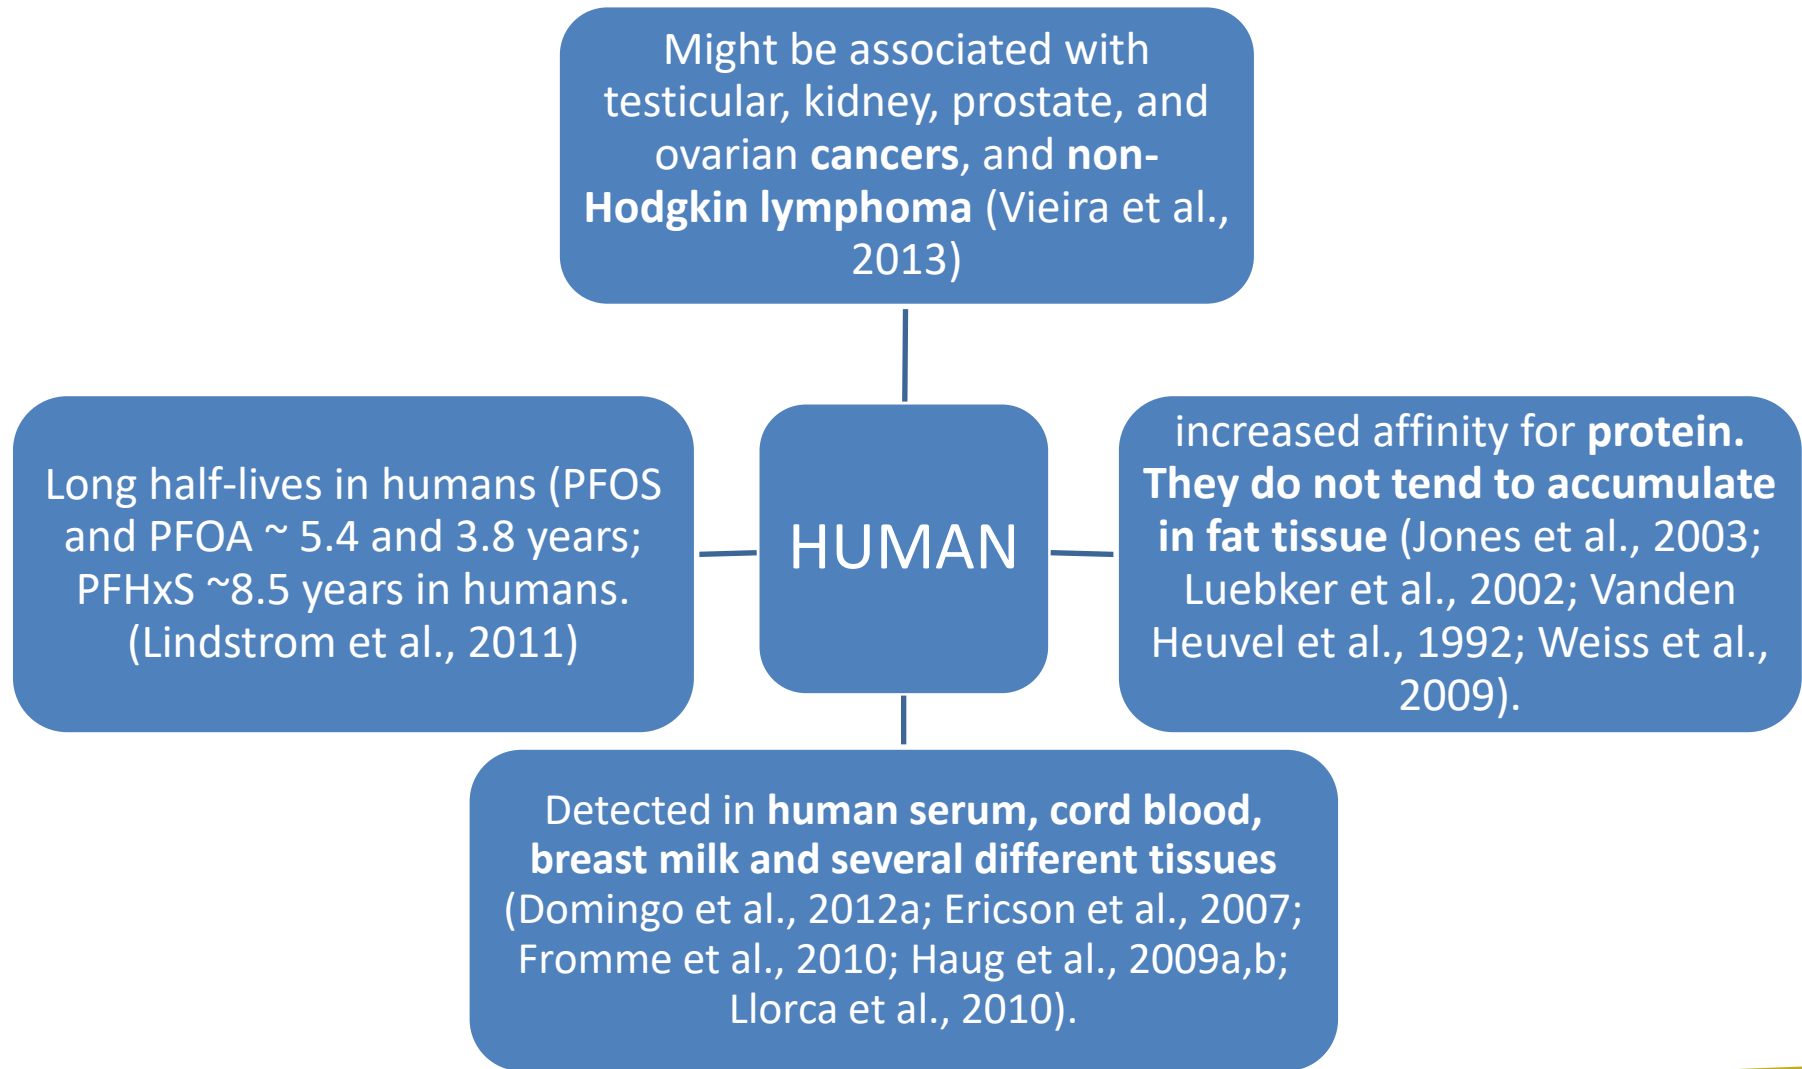 Might be associated with
testicular, kidney, prostate, and
ovarian cancers, and non-
Hodgkin lymphoma (Vieira et al.,
2013)
Long half-lives in humans (PFOS
and PFOA ~ 5.4 and 3.8 years;
PFHxS ~8.5 years in humans.
(Lindstrom et al., 2011)
HUMAN
increased affinity for protein.
They do not tend to accumulate
in fat tissue (Jones et al., 2003;
Luebker et al., 2002; Vanden
Heuvel et al., 1992; Weiss et al.,
2009).
Detected in human serum, cord blood,
breast milk and several different tissues
(Domingo et al., 2012a; Ericson et al., 2007;
Fromme et al., 2010; Haug et al., 2009a,b;
Llorca et al., 2010).